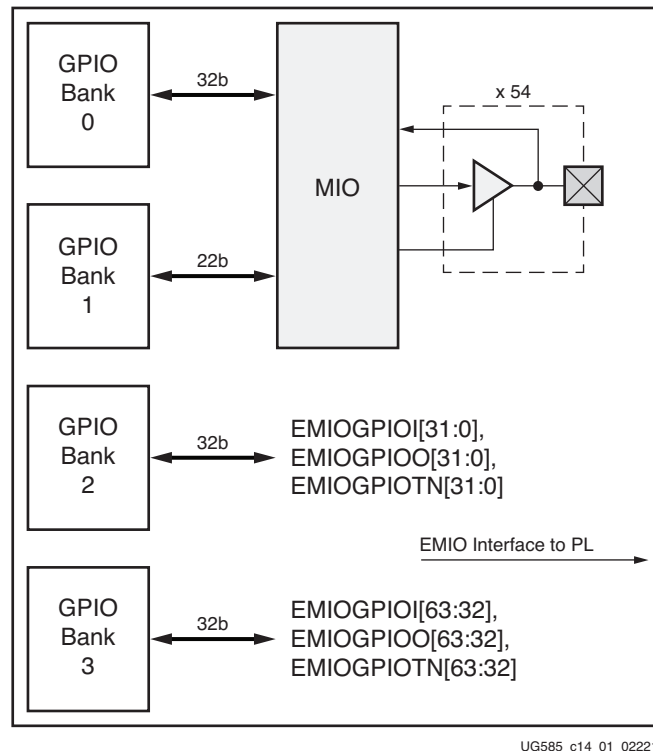 GPIO
Bank
0
32b
MIO
x 54
GPIO
Bank
1
22b
GPIO
Bank
2
32b
EMIOGPIOI[31:0],
EMIOGPIOO[31:0],
EMIOGPIOTN[31:0]
EMIO Interface to PL
GPIO
Bank
3
32b
EMIOGPIOI[63:32],
EMIOGPIOO[63:32],
EMIOGPIOTN[63:32]